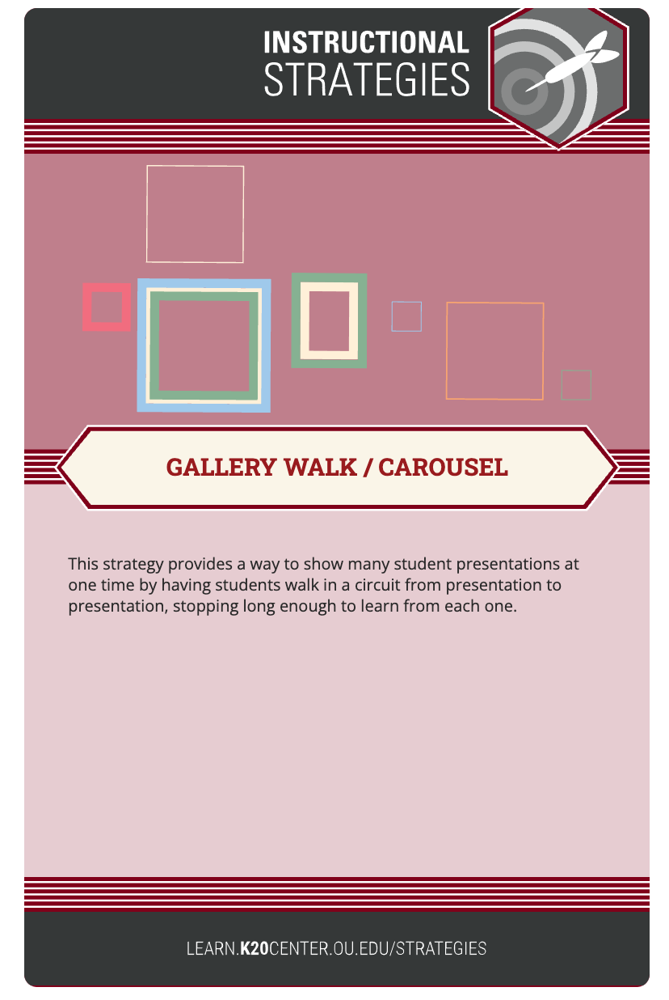 INSTRUCTIONAL
STRATEGIES
GALLERY WALK / CAROUSEL
This strategy provides a way to show many student presentations at
one time by having students walk in a circuit from presentation to
presentation, stopping long enough to learn from each one.
LEARN.K20CENTER.OU.EDU/STRATEGIES